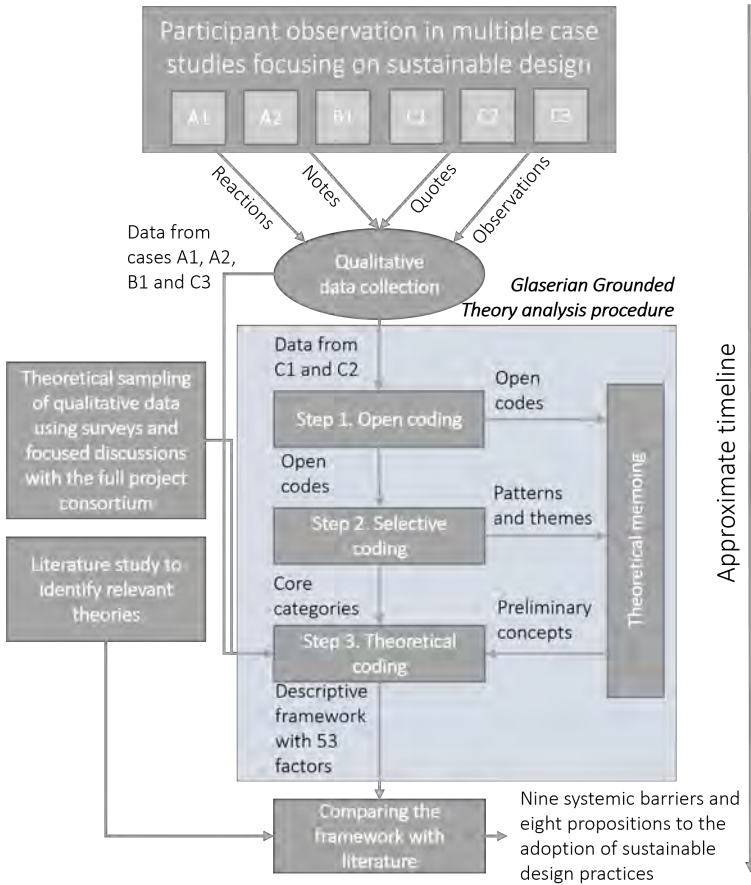 Participant observation in multiple case
studies focusing on sustainable design
A1 A2 B1 C1 C2 C3
Reactions
Notes
Quotes
Observations
Data from
cases A1, A2,
B1 and C3
Qualitative
data collection
Glaserian Grounded
Theory analysis procedure
Data from
C1 and C2
Theoretical sampling
of qualitative data
using surveys and
focused discussions
with the full project
consortium
Step 1. Open coding
Open
codes
Open
codes
Step 2. Selective
coding
Patterns
and themes
Theoretical memoing
Literature study to
identify relevant
theories
Core
categories
Preliminary
concepts
Step 3. Theoretical
coding
Descriptive
framework
with 53
factors
Comparing the
framework with
literature
Nine systemic barriers and
eight propositions to the
adoption of sustainable
design practices
Approximate timeline